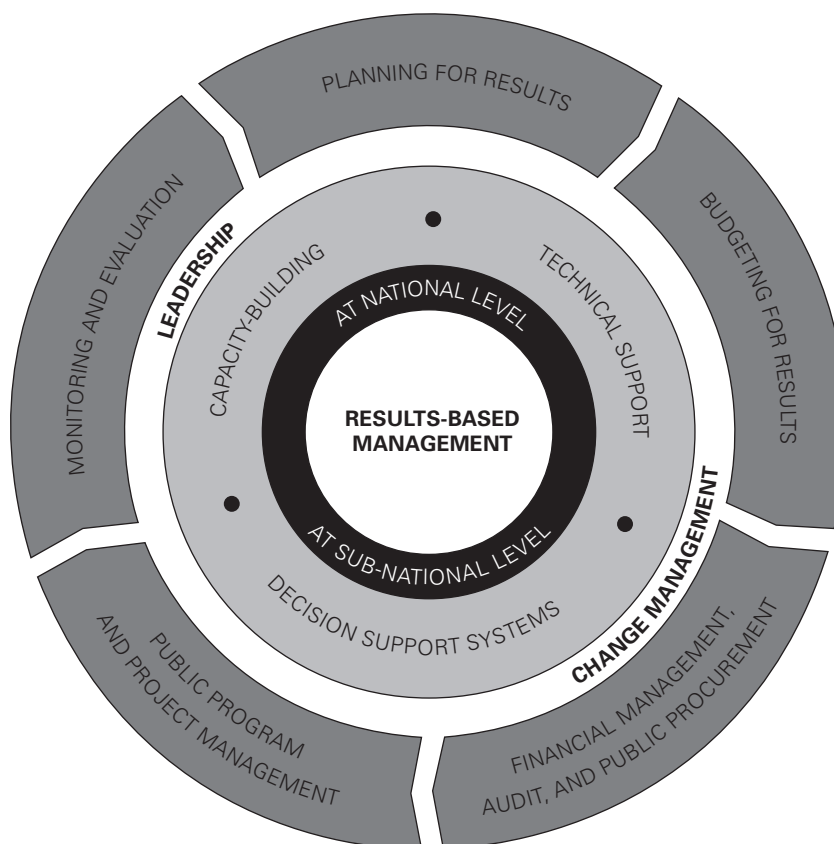 PLANNING FOR RESULTS
BUDGETING FOR RESULTS
FINANCIAL MANAGEMENT,
AUDIT, AND PUBLIC PROCUREMENT
PUBLIC PROGRAM
AND PROJECT MANAGEMENT
MONITORING AND EVALUATION
LEADERSHIP
CHANGE MANAGEMENT
CAPACITY-BUILDING
TECHNICAL SUPPORT
DECISION SUPPORT SYSTEMS
AT NATIONAL LEVEL
RESULTS-BASED
MANAGEMENT
AT SUB-NATIONAL LEVEL